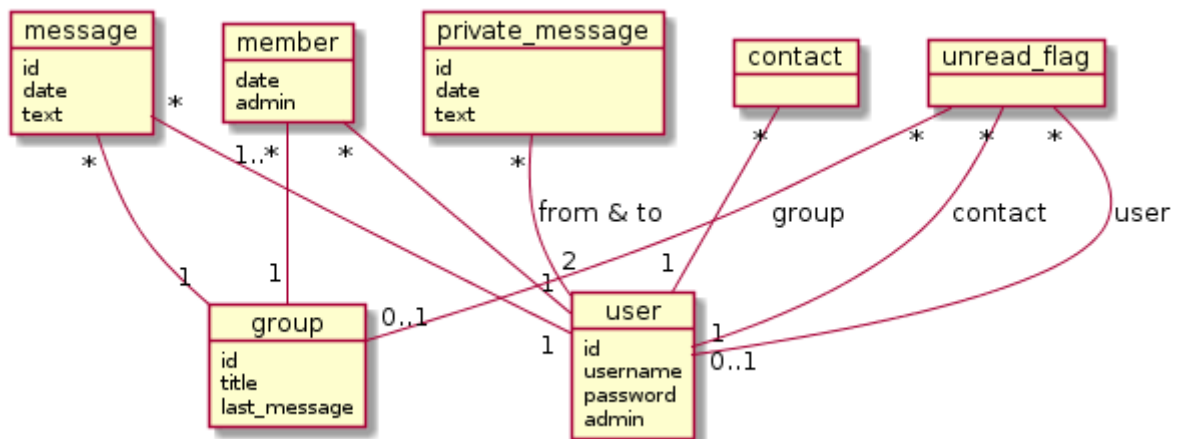 message
id
date
text
member
date
admin
private_message
id
date
text
contact
unread_flag
*
*
1..*
*
*
*
*
*
*
from & to
group
contact
user
1
1
2
1
1
0..1
1
1
0..1
group
id
title
last_message
user
id
username
password
admin